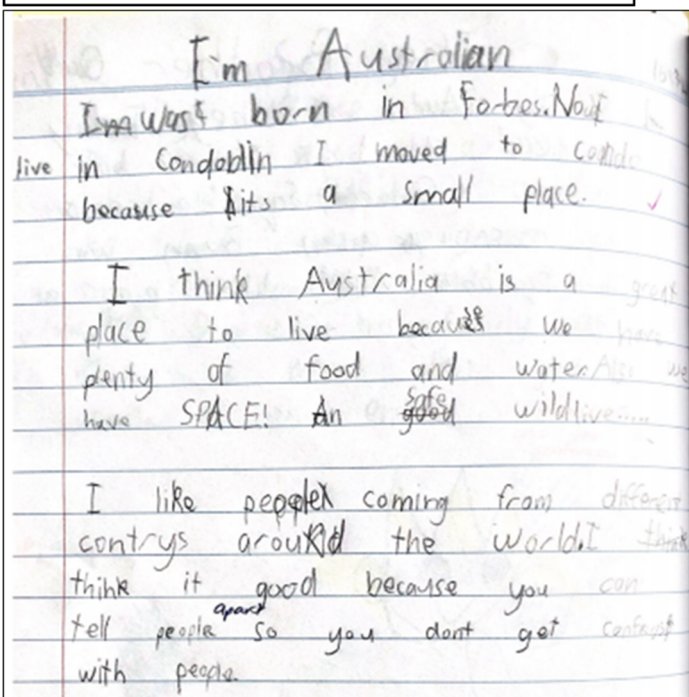 I'm Australian
I'm was born in Forbes. Now I
live in Condoblin I moved to condo
because its a small place.
I think Australia is a great
place to live because we have
plenty of food and water. Also we
have SPACE! An safe wildlive.....
I like people coming from different
contrys around the world. I think
think it good because you can
tell people apart so you dont get confused
with people.